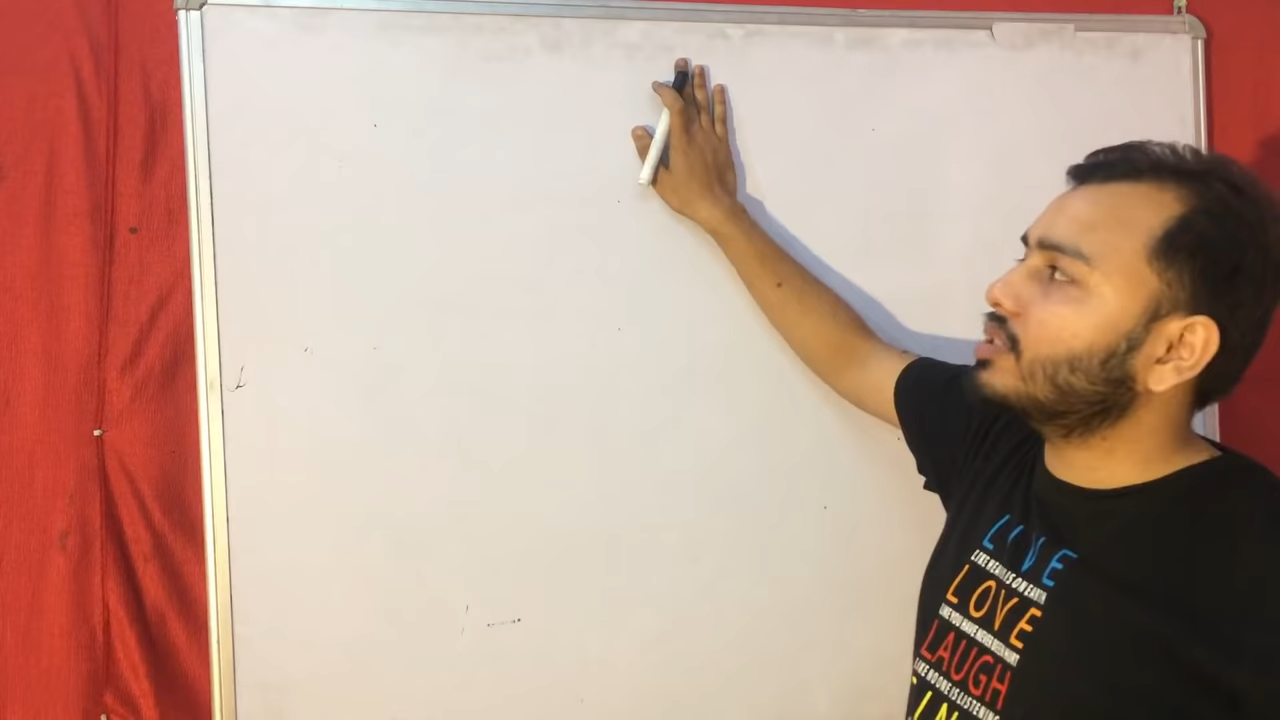 LIVE
LIKE HEAVEN IS ON EARTH
LOVE
LIKE YOU HAVE NEVER BEEN HURT
LAUGH
LIKE NO ONE IS LISTENING